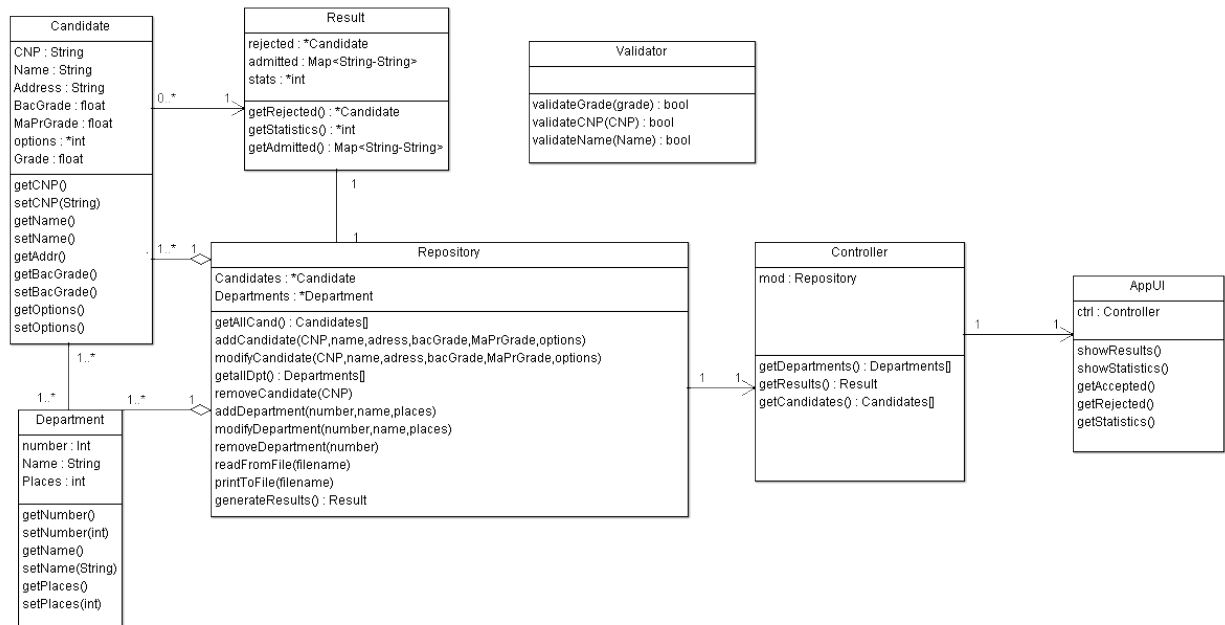 Candidate
CNP : String
Name : String
Address : String
BacGrade : float
MaPrGrade : float
options : *int
Grade : float
getCNP()
setCNP(String)
getName()
setName()
getAddr()
getBacGrade()
setBacGrade()
getOptions()
setOptions()
0..*
1
Result
rejected : *Candidate
admitted : Map<String-String>
stats : *int
getRejected() : *Candidate
getStatistics() : *int
getAdmitted() : Map<String-String>
Validator
validateGrade(grade) : bool
validateCNP(CNP) : bool
validateName(Name) : bool
1
1
1..*
1
Repository
Candidates : *Candidate
Departments : *Department
getAllCand() : Candidates[]
addCandidate(CNP,name,adress,bacGrade,MaPrGrade,options)
modifyCandidate(CNP,name,adress,bacGrade,MaPrGrade,options)
getallDpt() : Departments[]
removeCandidate(CNP)
addDepartment(number,name,places)
modifyDepartment(number,name,places)
removeDepartment(number)
readFromFile(filename)
printToFile(filename)
generateResults() : Result
1
1
Controller
mod : Repository
getDepartments() : Departments[]
getResults() : Result
getCandidates() : Candidates[]
1
1
AppUI
ctrl : Controller
showResults()
showStatistics()
getAccepted()
getRejected()
getStatistics()
1..*
1..*
1..*
1
Department
number : Int
Name : String
Places : int
getNumber()
setNumber(int)
getName()
setName(String)
getPlaces()
setPlaces(int)